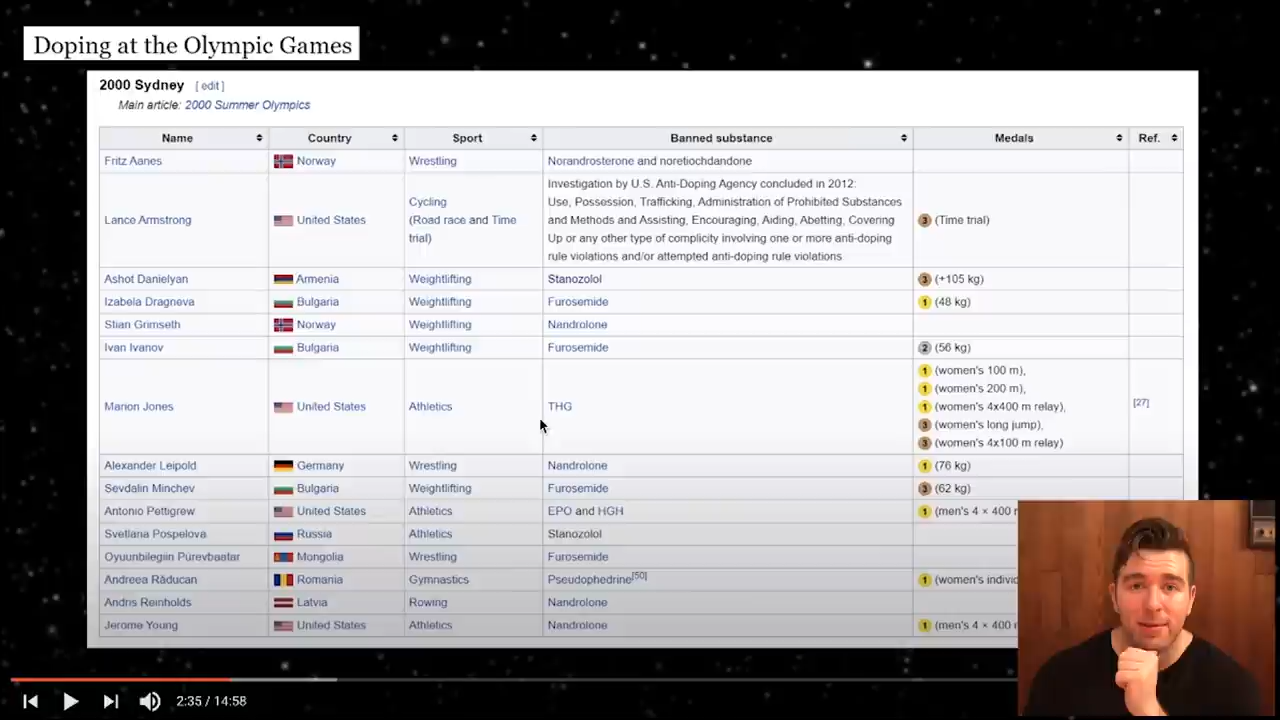 Doping at the Olympic Games
2000 Sydney [ edit ]
Main article: 2000 Summer Olympics
Name Country Sport Banned substance Medals Ref.
Fritz Aanes Norway Wrestling Norandrosterone and noretiochdandone
Lance Armstrong United States Cycling (Road race and Time trial) Investigation by U.S. Anti-Doping Agency concluded in 2012: Use, Possession, Trafficking, Administration of Prohibited Substances and Methods and Assisting, Encouraging, Aiding, Abetting, Covering Up or any other type of complicity involving one or more anti-doping rule violations and/or attempted anti-doping rule violations 3 (Time trial)
Ashot Danielyan Armenia Weightlifting Stanozolol 3 (+105 kg)
Izabela Dragneva Bulgaria Weightlifting Furosemide 1 (48 kg)
Stian Grimseth Norway Weightlifting Nandrolone
Ivan Ivanov Bulgaria Weightlifting Furosemide 2 (56 kg)
Marion Jones United States Athletics THG 1 (women's 100 m), 1 (women's 200 m), 1 (women's 4x400 m relay), 3 (women's long jump), 3 (women's 4x100 m relay) [27]
Alexander Leipold Germany Wrestling Nandrolone 1 (76 kg)
Sevdalin Minchev Bulgaria Weightlifting Furosemide 3 (62 kg)
Antonio Pettigrew United States Athletics EPO and HGH 1 (men's 4 × 400
Svetlana Pospelova Russia Athletics Stanozolol
Oyuunbilegiin Pürevbaatar Mongolia Wrestling Furosemide
Andreea Răducan Romania Gymnastics Pseudophedrine[50] 1 (women's
Andris Reinholds Latvia Rowing Nandrolone
Jerome Young United States Athletics Nandrolone 1 (men's 4 × 400
2:35 / 14:58